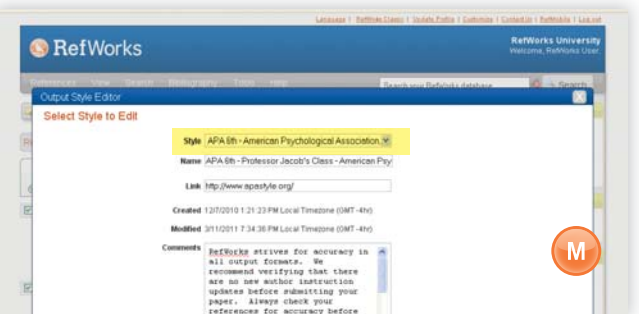 Language | RefWorks Classic | Update Profile | Customize | Contact Us | RefMobile | Log out
RefWorks
RefWorks University
Welcome, RefWorks User.
References View Search Bibliography Tools Help
Search your RefWorks database
Search
Output Style Editor
X
Select Style to Edit
Style APA 6th - American Psychological Association,
Name APA 6th - Professor Jacob's Class - American Psy
Link http://www.apastyle.org/
Created 12/7/2010 1:21:23 PM Local Timezone (GMT -4hr)
Modified 3/11/2011 7:34:36 PM Local Timezone (GMT -4hr)
Comments RefWorks strives for accuracy in
all output formats. We
recommend verifying that there
are no new author instruction
updates before submitting your
paper. Always check your
references for accuracy before
M